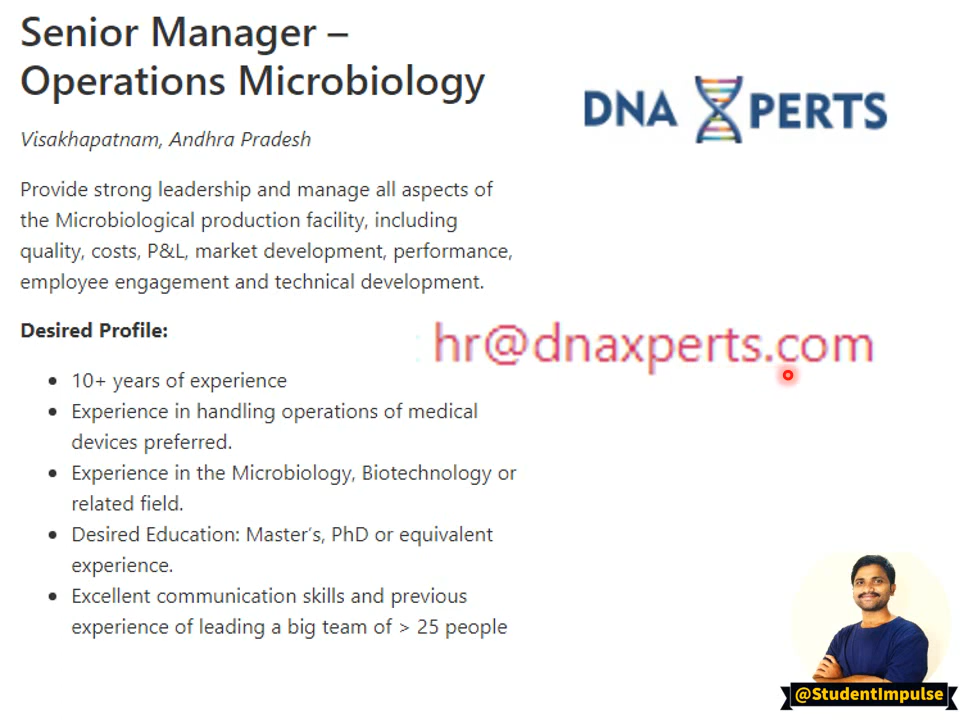 Senior Manager –
Operations Microbiology
DNA XPERTS
Visakhapatnam, Andhra Pradesh
Provide strong leadership and manage all aspects of
the Microbiological production facility, including
quality, costs, P&L, market development, performance,
employee engagement and technical development.
Desired Profile:
hr@dnaxperts.com
• 10+ years of experience
• Experience in handling operations of medical
devices preferred.
• Experience in the Microbiology, Biotechnology or
related field.
• Desired Education: Master's, PhD or equivalent
experience.
• Excellent communication skills and previous
experience of leading a big team of > 25 people
@StudentImpulse